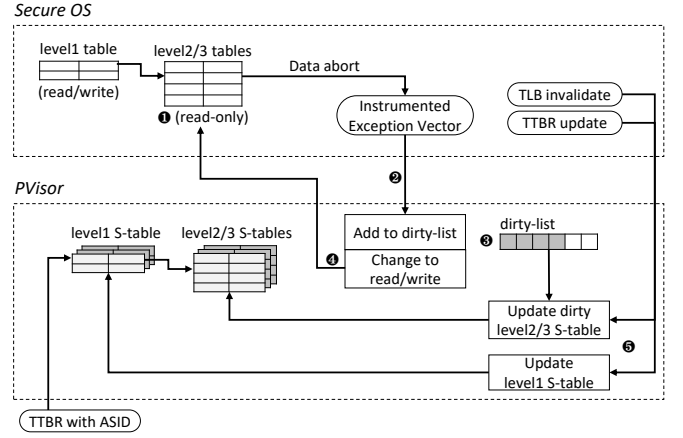 Secure OS
level1 table
level2/3 tables
Data abort
(read/write)
❶ (read-only)
Instrumented
Exception Vector
TLB invalidate
TTBR update
❷
PVisor
level1 S-table
level2/3 S-tables
Add to dirty-list
❹
Change to
read/write
dirty-list
❸
Update dirty
level2/3 S-table
❺
Update
level1 S-table
TTBR with ASID